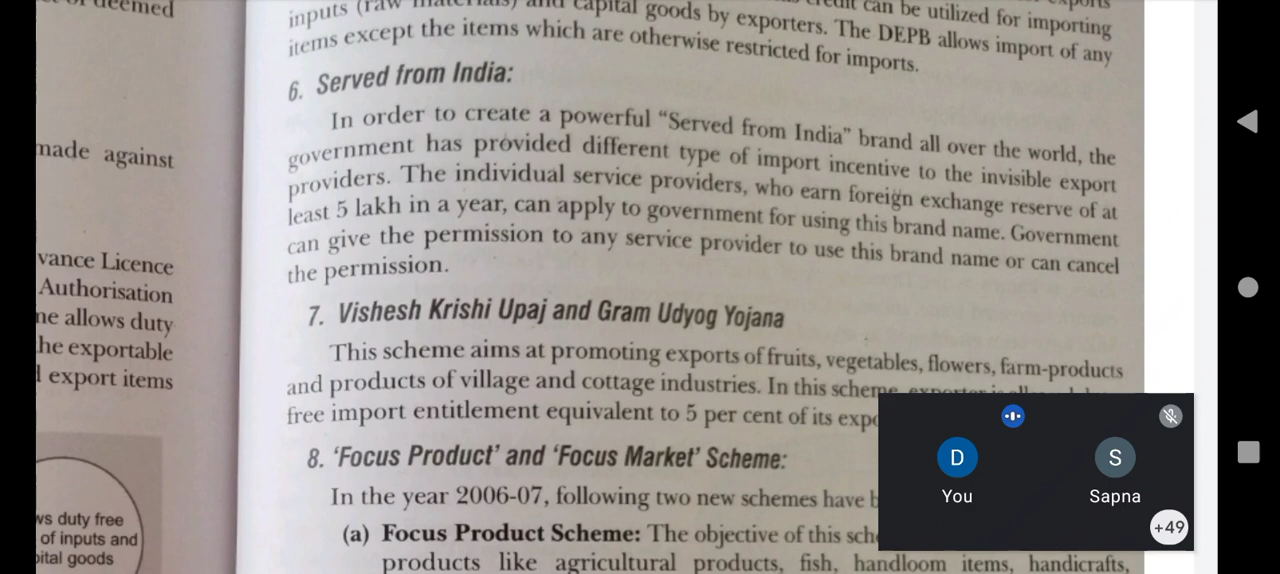 of deemed
made against
vance Licence
Authorisation
ne allows duty
he exportable
export items
ws duty free
of inputs and
pital goods
inputs (raw materials) and capital goods by exporters. The DEPB allows import of any
credit can be utilized for importing
items except the items which are otherwise restricted for imports.
6. Served from India:
In order to create a powerful “Served from India” brand all over the world, the
government has provided different type of import incentive to the invisible export
providers. The individual service providers, who earn foreign exchange reserve of at
least 5 lakh in a year, can apply to government for using this brand name. Government
can give the permission to any service provider to use this brand name or can cancel
the permission.
7. Vishesh Krishi Upaj and Gram Udyog Yojana
This scheme aims at promoting exports of fruits, vegetables, flowers, farm-products
and products of village and cottage industries. In this scheme, exporter is
free import entitlement equivalent to 5 per cent of its expo
8. ‘Focus Product’ and ‘Focus Market’ Scheme:
In the year 2006-07, following two new schemes have b
(a) Focus Product Scheme: The objective of this sch
products like agricultural products, fish, handloom items, handicrafts,
D
S
You
Sapna
+49